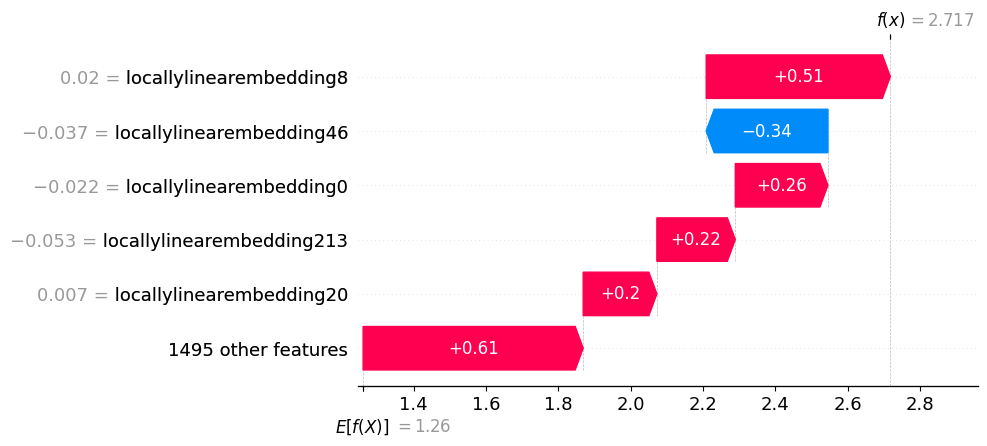 f(x) = 2.717
0.02 = locallylinearembedding8
+0.51
−0.037 = locallylinearembedding46
−0.34
−0.022 = locallylinearembedding0
+0.26
−0.053 = locallylinearembedding213
+0.22
0.007 = locallylinearembedding20
+0.2
1495 other features
+0.61
1.4 1.6 1.8 2.0 2.2 2.4 2.6 2.8
E[f(X)] = 1.26